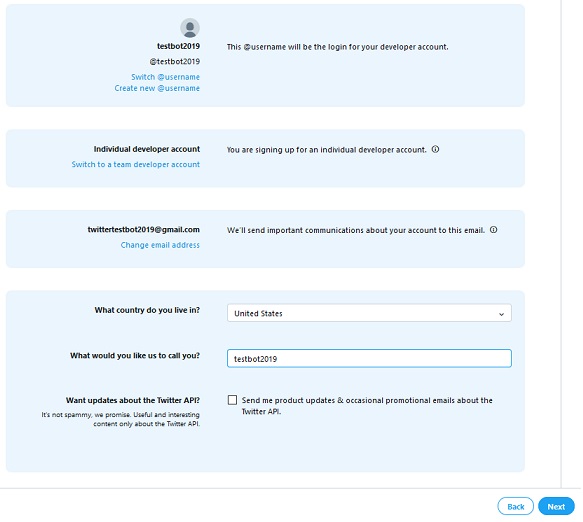 testbot2019
This @username will be the login for your developer account.
@testbot2019
Switch @username
Create new @username
Individual developer account
You are signing up for an individual developer account.
Switch to a team developer account
twittertestbot2019@gmail.com
We'll send important communications about your account to this email.
Change email address
What country do you live in?
United States
What would you like us to call you?
testbot2019
Want updates about the Twitter API?
It's not spammy, we promise. Useful and interesting
content only about the Twitter API.
Send me product updates & occasional promotional emails about the
Twitter API.
Back
Next